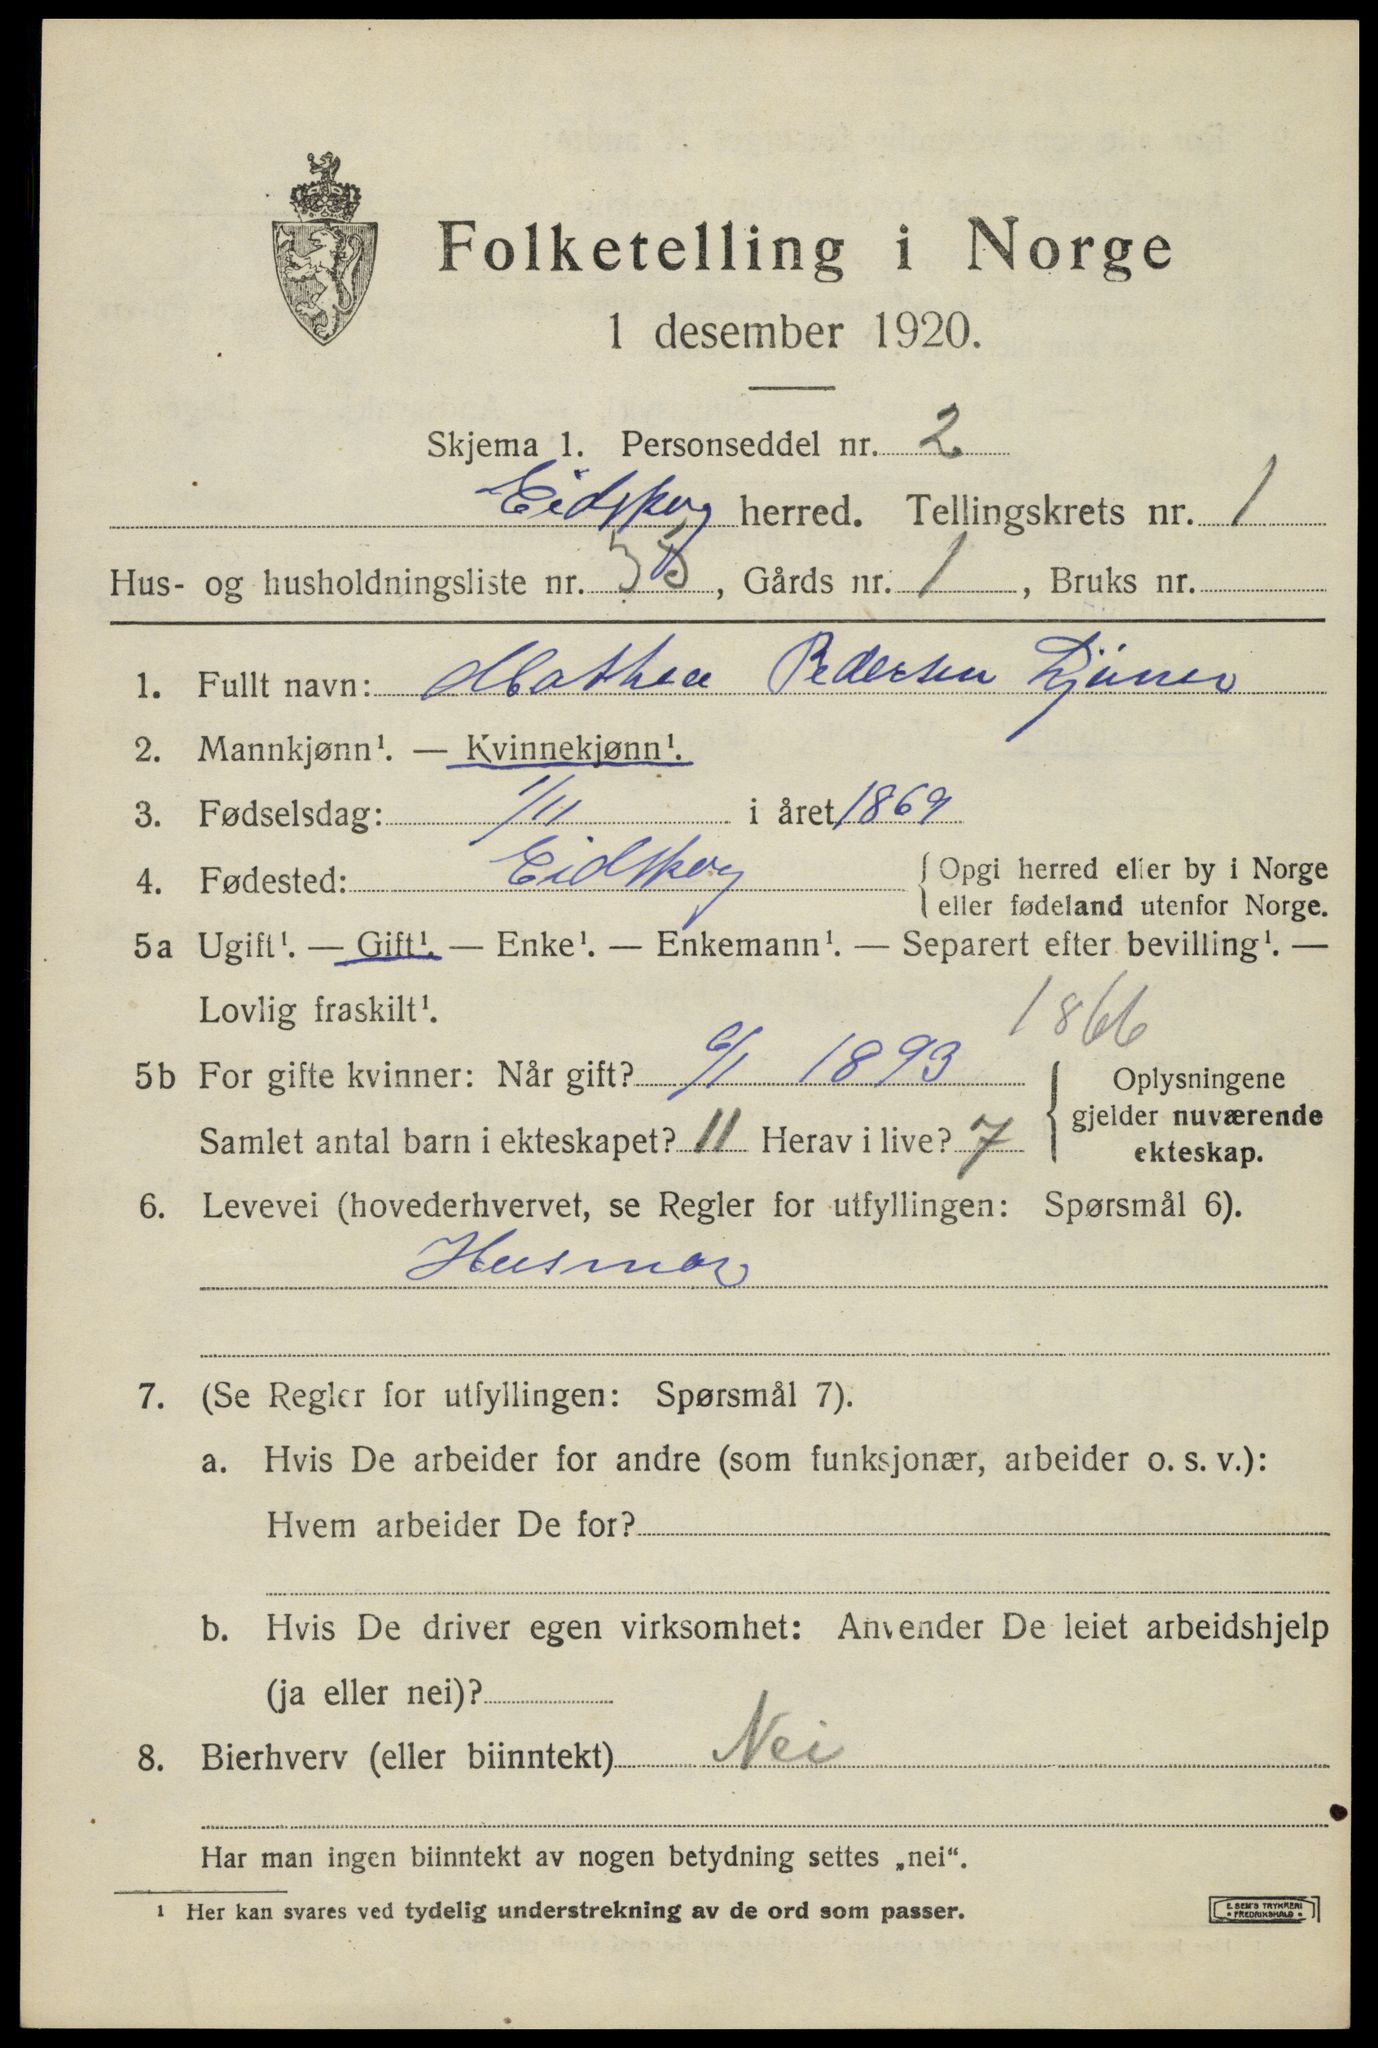 Folketelling i Norge
1 desember 1920.
Skjema 1. Personseddel nr. 2
Eidskog herred. Tellingskrets nr. 1
Hus- og husholdningsliste nr. , Gårds nr. 1, Bruks nr.
1. Fullt navn: Mathea Pedersen
2. Mannkjønn¹. — Kvinnekjønn¹.
3. Fødselsdag: 1/11 i året 1869
4. Fødested: Eidskog { Opgi herred eller by i Norge
eller fødeland utenfor Norge.
5a Ugift¹. — Gift¹. — Enke¹. — Enkemann¹. — Separert efter bevilling¹. —
Lovlig fraskilt¹.
1866
5b For gifte kvinner: Når gift? 6/1 1893 { Oplysningene
gjelder nuværende
ekteskap.
Samlet antal barn i ekteskapet? 11 Herav i live? 7
6. Levevei (hovederhvervet, se Regler for utfyllingen: Spørsmål 6).
Husmor
7. (Se Regler for utfyllingen: Spørsmål 7).
a. Hvis De arbeider for andre (som funksjonær, arbeider o. s. v.):
Hvem arbeider De for?
b. Hvis De driver egen virksomhet: Anvender De leiet arbeidshjelp
(ja eller nei)?
8. Bierhverv (eller biinntekt) Nei
Har man ingen biinntekt av nogen betydning settes „nei“.
¹ Her kan svares ved tydelig understrekning av de ord som passer.
E. SEM'S TRYKKERI
• FREDRIKSHALD •